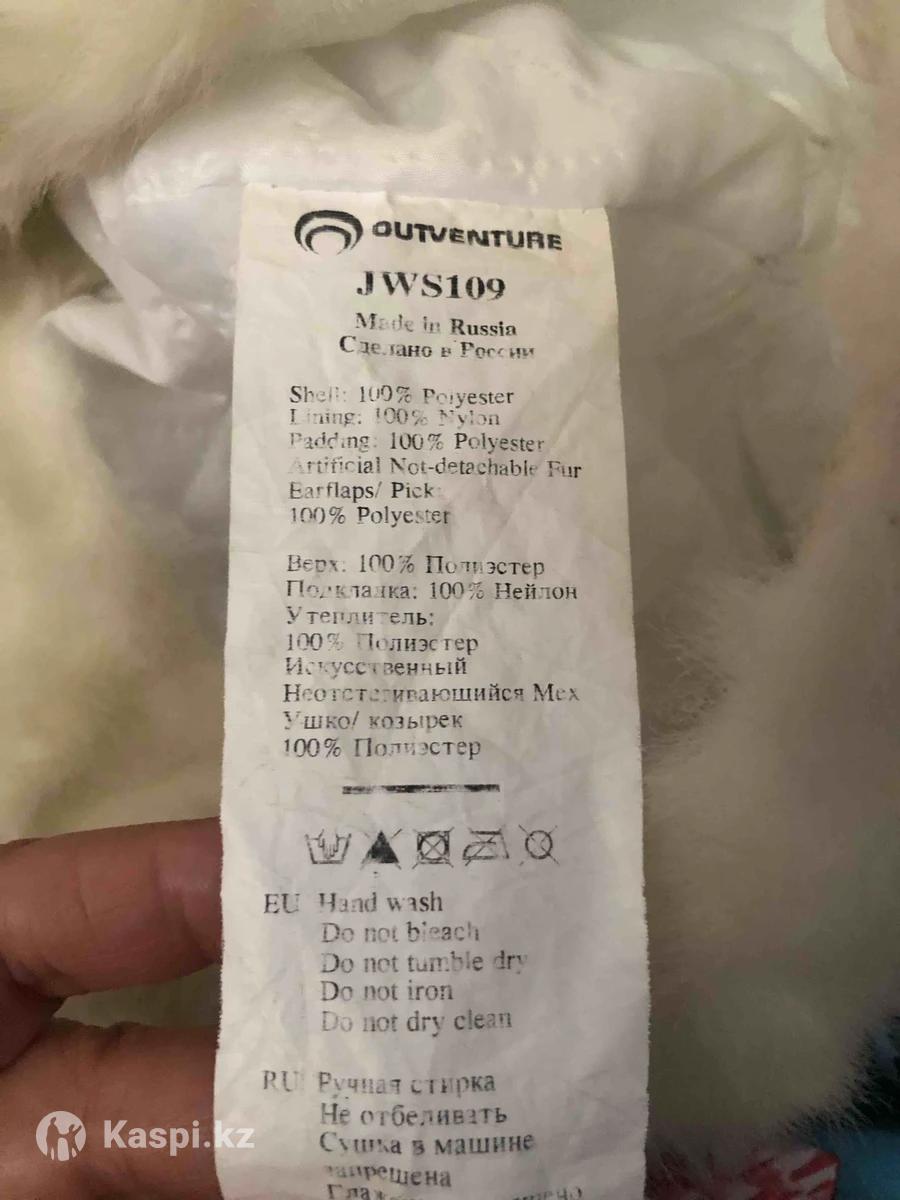 OUTVENTURE
JWS109
Made in Russia
Сделано в России
Shell: 100% Polyester
Lining: 100% Nylon
Padding: 100% Polyester
Artificial Not-detachable Fur
Earflaps/ Pick:
100% Polyester
Верх: 100% Полиэстер
Подкладка: 100% Нейлон
Утеплитель:
100% Полиэстер
Искусственный
Неотстегивающийся Мех
Ушко/ козырек
100% Полиэстер
EU Hand wash
Do not bleach
Do not tumble dry
Do not iron
Do not dry clean
RU Ручная стирка
Не отбеливать
Сушка в машине
запрещена
Kaspi.kz